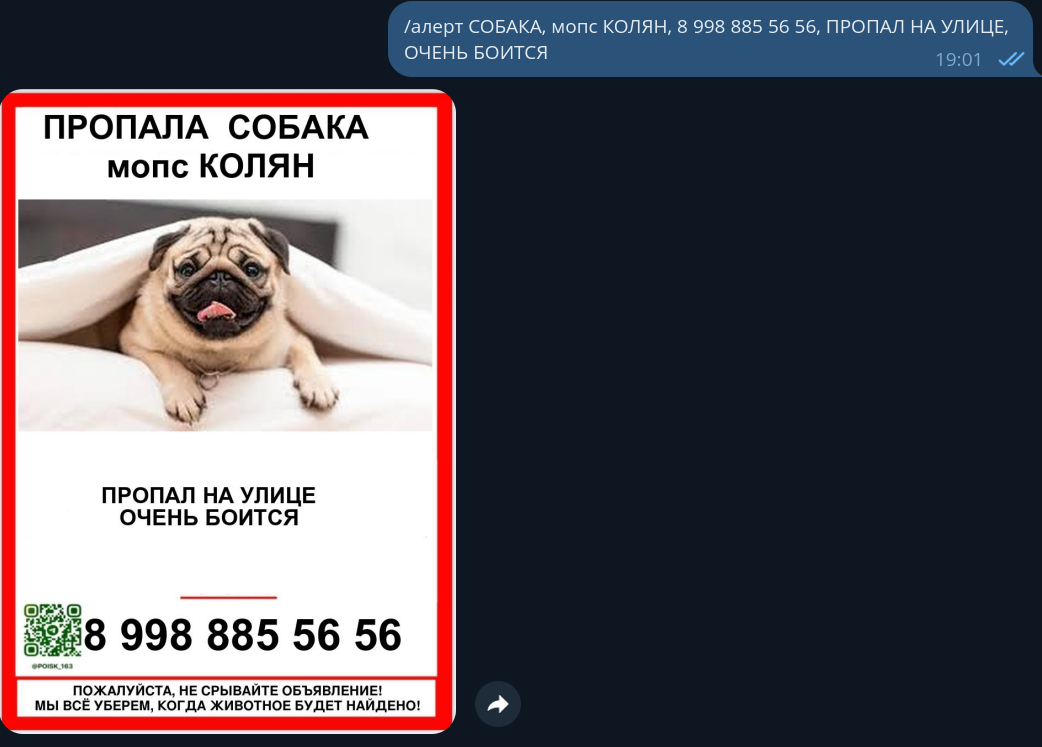 /алерт СОБАКА, мопс КОЛЯН, 8 998 885 56 56, ПРОПАЛ НА УЛИЦЕ,
ОЧЕНЬ БОИТСЯ
19:01
ПРОПАЛА СОБАКА
мопс КОЛЯН
ПРОПАЛ НА УЛИЦЕ
ОЧЕНЬ БОИТСЯ
8 998 885 56 56
@POISK_163
ПОЖАЛУЙСТА, НЕ СРЫВАЙТЕ ОБЪЯВЛЕНИЕ!
МЫ ВСЁ УБЕРЕМ, КОГДА ЖИВОТНОЕ БУДЕТ НАЙДЕНО!